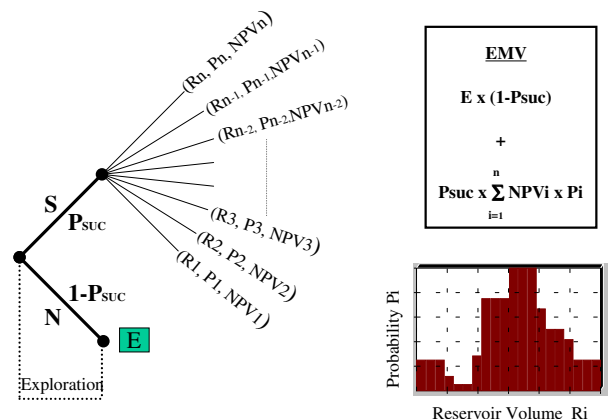 (Rn, Pn, NPVn)
(Rn-1, Pn-1,NPVn-1)
(Rn-2, Pn-2,NPVn-2)
(R3, P3, NPV3)
(R2, P2, NPV2)
(R1, P1, NPV1)
S
PSUC
1-PSUC
N
E
Exploration
EMV
E x (1-Psuc)
+
n
Psuc x Σ NPVi x Pi
i=1
Probability Pi
Reservoir Volume Ri